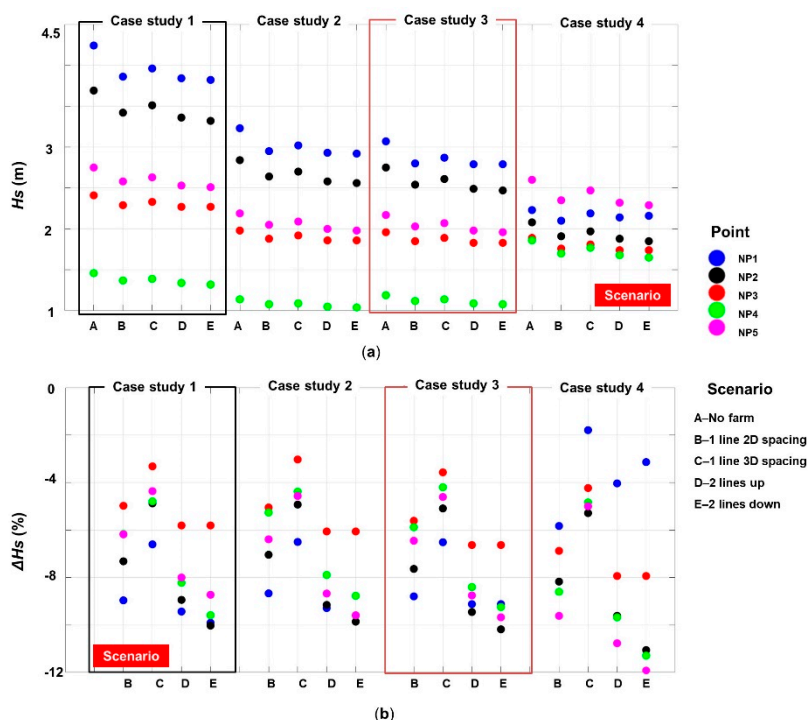 Case study 1 Case study 2 Case study 3 Case study 4
4.5
3
2
1
Hs (m)
Scenario
A B C D E A B C D E A B C D E A B C D E
(a)
Point
NP1
NP2
NP3
NP4
NP5
Case study 1 Case study 2 Case study 3 Case study 4
0
-4
-8
-12
ΔHs (%)
Scenario
B C D E B C D E B C D E B C D E
(b)
Scenario
A–No farm
B–1 line 2D spacing
C–1 line 3D spacing
D–2 lines up
E–2 lines down